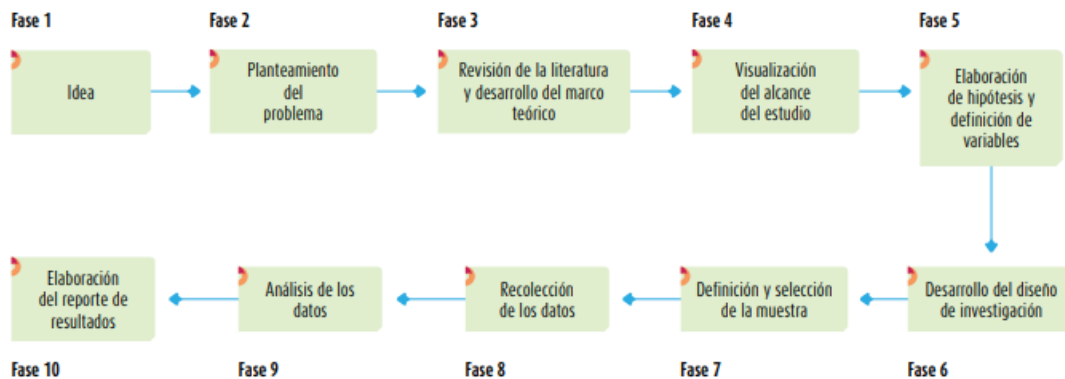 Fase 1
Idea
Fase 2
Planteamiento
del
problema
Fase 3
Revisión de la literatura
y desarrollo del marco
teórico
Fase 4
Visualización
del alcance
del estudio
Fase 5
Elaboración
de hipótesis y
definición de
variables
Desarrollo del diseño
de investigación
Fase 6
Definición y selección
de la muestra
Fase 7
Recolección
de los datos
Fase 8
Análisis de los
datos
Fase 9
Elaboración
del reporte de
resultados
Fase 10